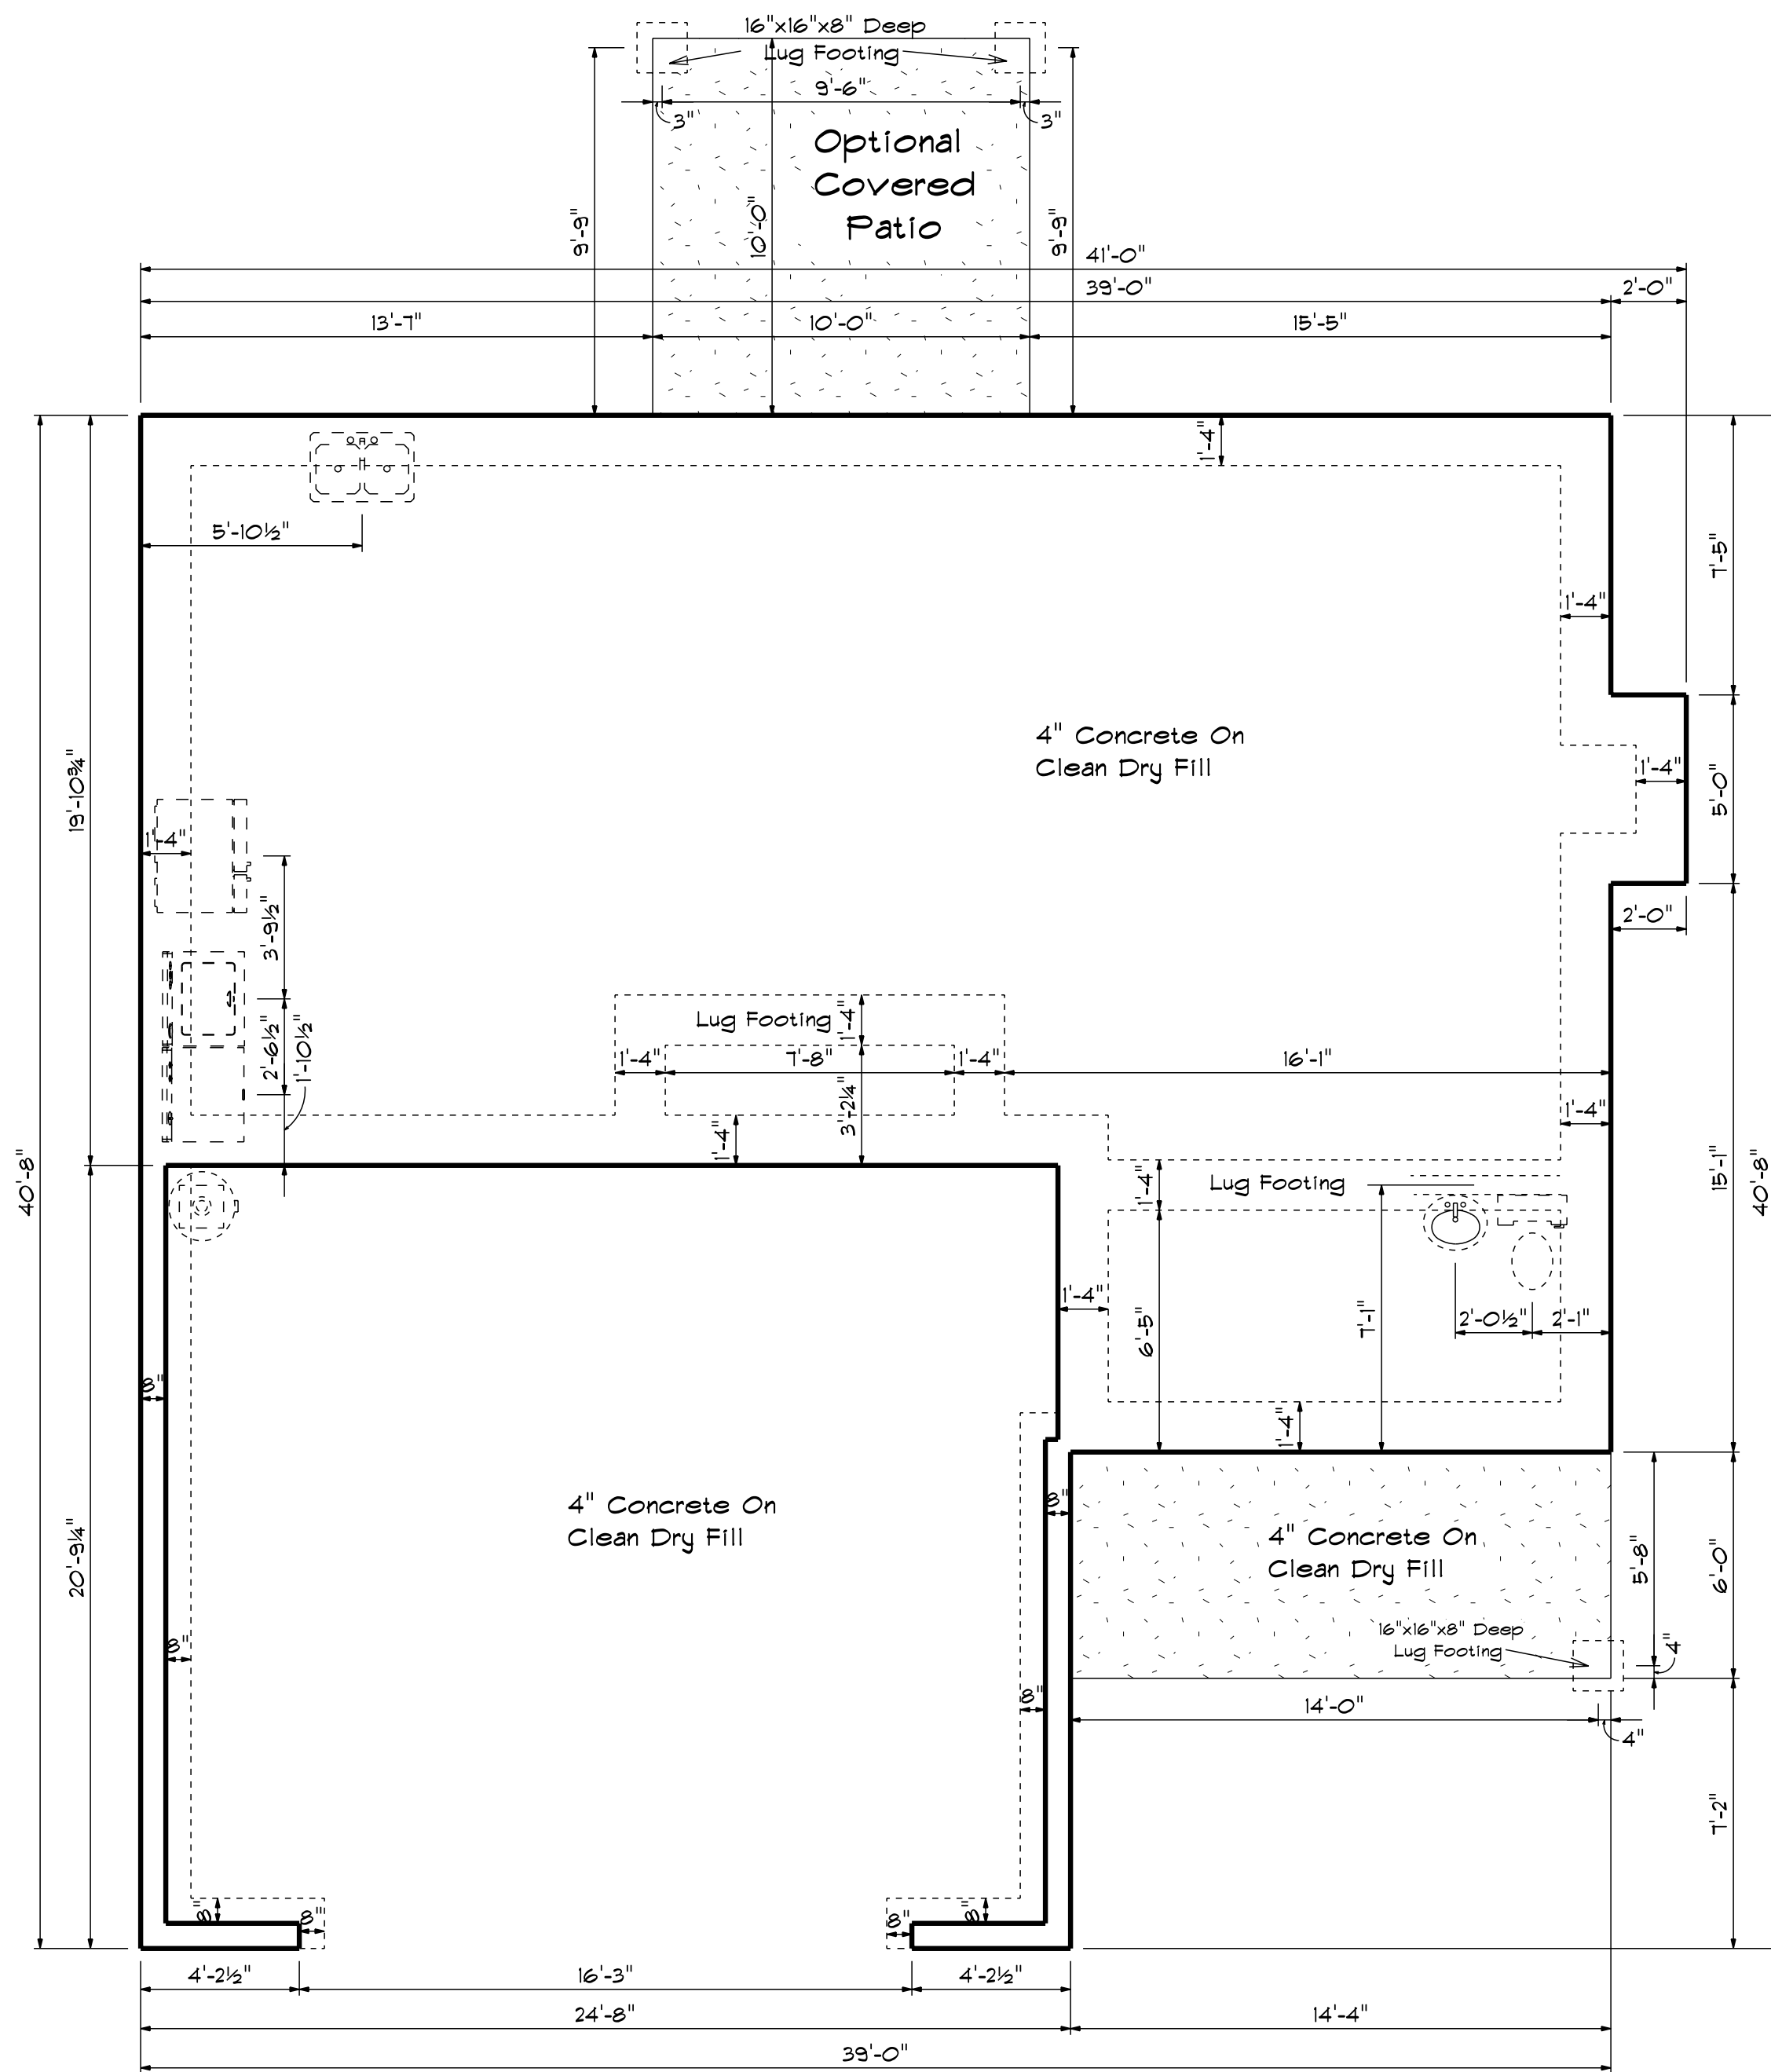 16"x16"x8" Deep
Lug Footing
9'-6"
3" 3"
Optional
Covered
Patio
9'-9" 10'-0" 9'-9"
41'-0"
39'-0" 2'-0"
13'-7" 10'-0" 15'-5"
1'-4"
5'-10½"
7'-5"
1'-4"
4" Concrete On
Clean Dry Fill
19'-10¾"
1'-4"
5'-0"
1'-4"
2'-0"
3'-9½"
Lug Footing 1'-4"
2'-6½" 1'-10½"
1'-4" 7'-8" 1'-4" 16'-1"
3'-2¼"
1'-4"
1'-4"
40'-8"
15'-1"
40'-8"
1'-4" Lug Footing
1'-4"
6'-5"
7'-1"
2'-0½" 2'-1"
8"
1'-4"
4" Concrete On
Clean Dry Fill
8"
4" Concrete On
Clean Dry Fill
20'-9¼"
5'-8"
6'-0"
16"x16"x8" Deep
Lug Footing
4"
8"
8"
14'-0"
4"
7'-2"
8" 8"
8" 8"
4'-2½" 16'-3" 4'-2½"
24'-8" 14'-4"
39'-0"